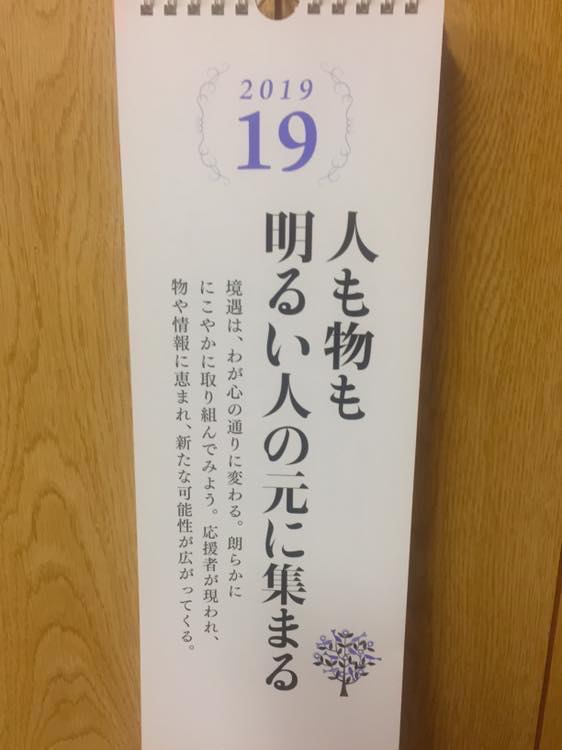 2019
19
人も物も
明るい人の元に集まる
境遇は、わが心の通りに変わる。朗らかに
にこやかに取り組んでみよう。応援者が現われ、
物や情報に恵まれ、新たな可能性が広がってくる。